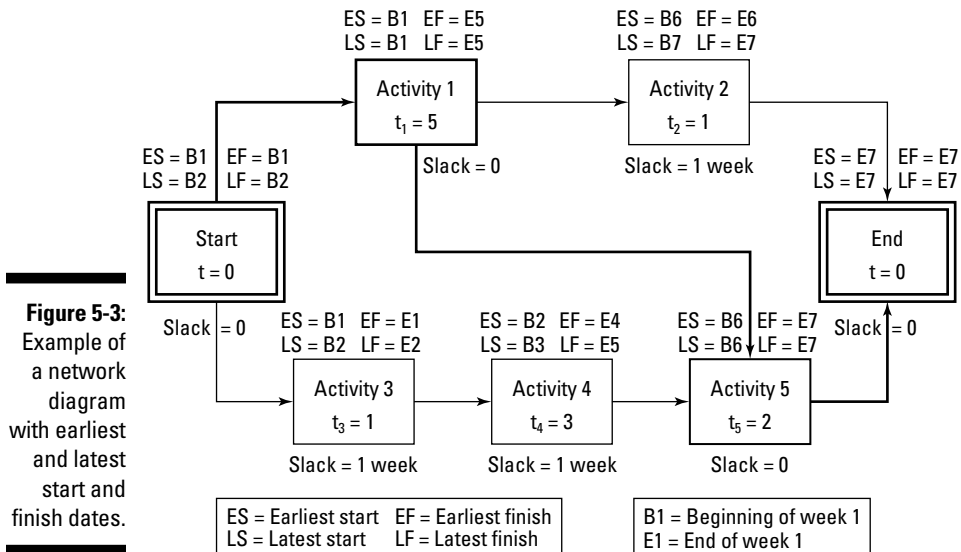 ES = B1 EF = E5
LS = B1 LF = E5
Activity 1
t₁ = 5
Slack = 0
ES = B6 EF = E6
LS = B7 LF = E7
Activity 2
t₂ = 1
Slack = 1 week
ES = B1 EF = B1
LS = B2 LF = B2
Start
t = 0
Slack = 0
ES = E7 EF = E7
LS = E7 LF = E7
End
t = 0
Slack = 0
Figure 5-3:
Example of
a network
diagram
with earliest
and latest
start and
finish dates.
ES = B1 EF = E1
LS = B2 LF = E2
Activity 3
t₃ = 1
Slack = 1 week
ES = B2 EF = E4
LS = B3 LF = E5
Activity 4
t₄ = 3
Slack = 1 week
ES = B6 EF = E7
LS = B6 LF = E7
Activity 5
t₅ = 2
Slack = 0
ES = Earliest start EF = Earliest finish
LS = Latest start LF = Latest finish
B1 = Beginning of week 1
E1 = End of week 1